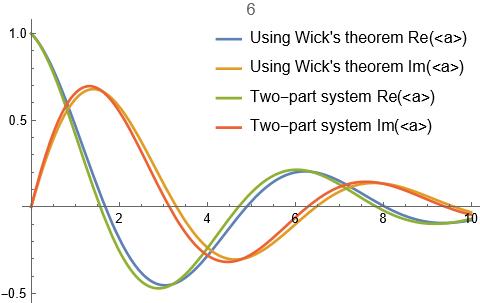 6
1.0
Using Wick's theorem Re(<a>)
Using Wick's theorem Im(<a>)
Two-part system Re(<a>)
0.5
Two-part system Im(<a>)
2 4 6 8 10
-0.5